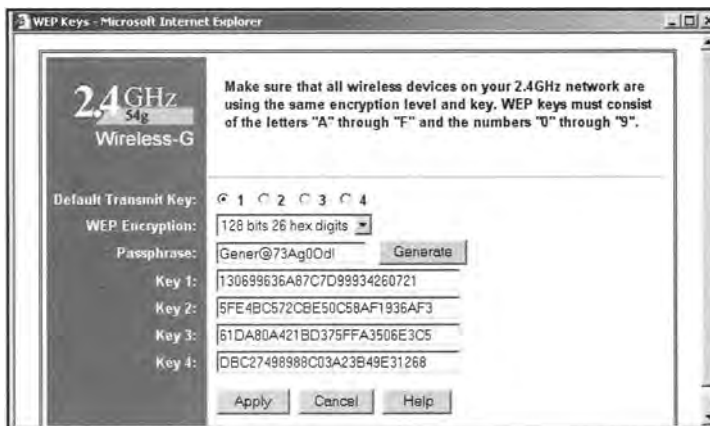 WEP Keys - Microsoft Internet Explorer
2.4GHz
54g
Wireless-G
Make sure that all wireless devices on your 2.4GHz network are
using the same encryption level and key. WEP keys must consist
of the letters "A" through "F" and the numbers "0" through "9".
Default Transmit Key: 1 2 3 4
WEP Encryption: 128 bits 26 hex digits
Passphrase: Gener@73Ag0Odl Generate
Key 1: 130699636A87C7D99934260721
Key 2: 5FE4BC572CBE50C58AF1936AF3
Key 3: 61DA80A421BD375FFA3506E3C5
Key 4: DBC27498988C03A23B49E31268
Apply Cancel Help